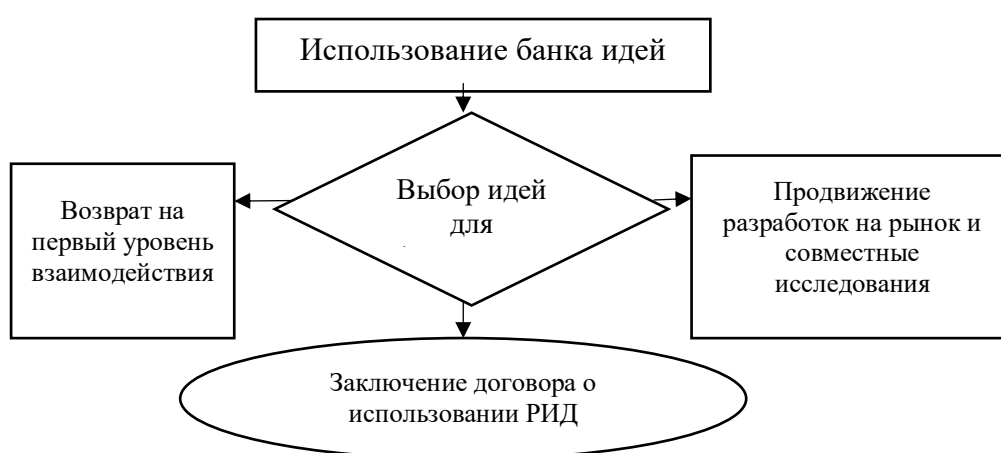 Использование банка идей
Выбор идей
для
Возврат на
первый уровень
взаимодействия
Продвижение
разработок на рынок и
совместные
исследования
Заключение договора о
использовании РИД